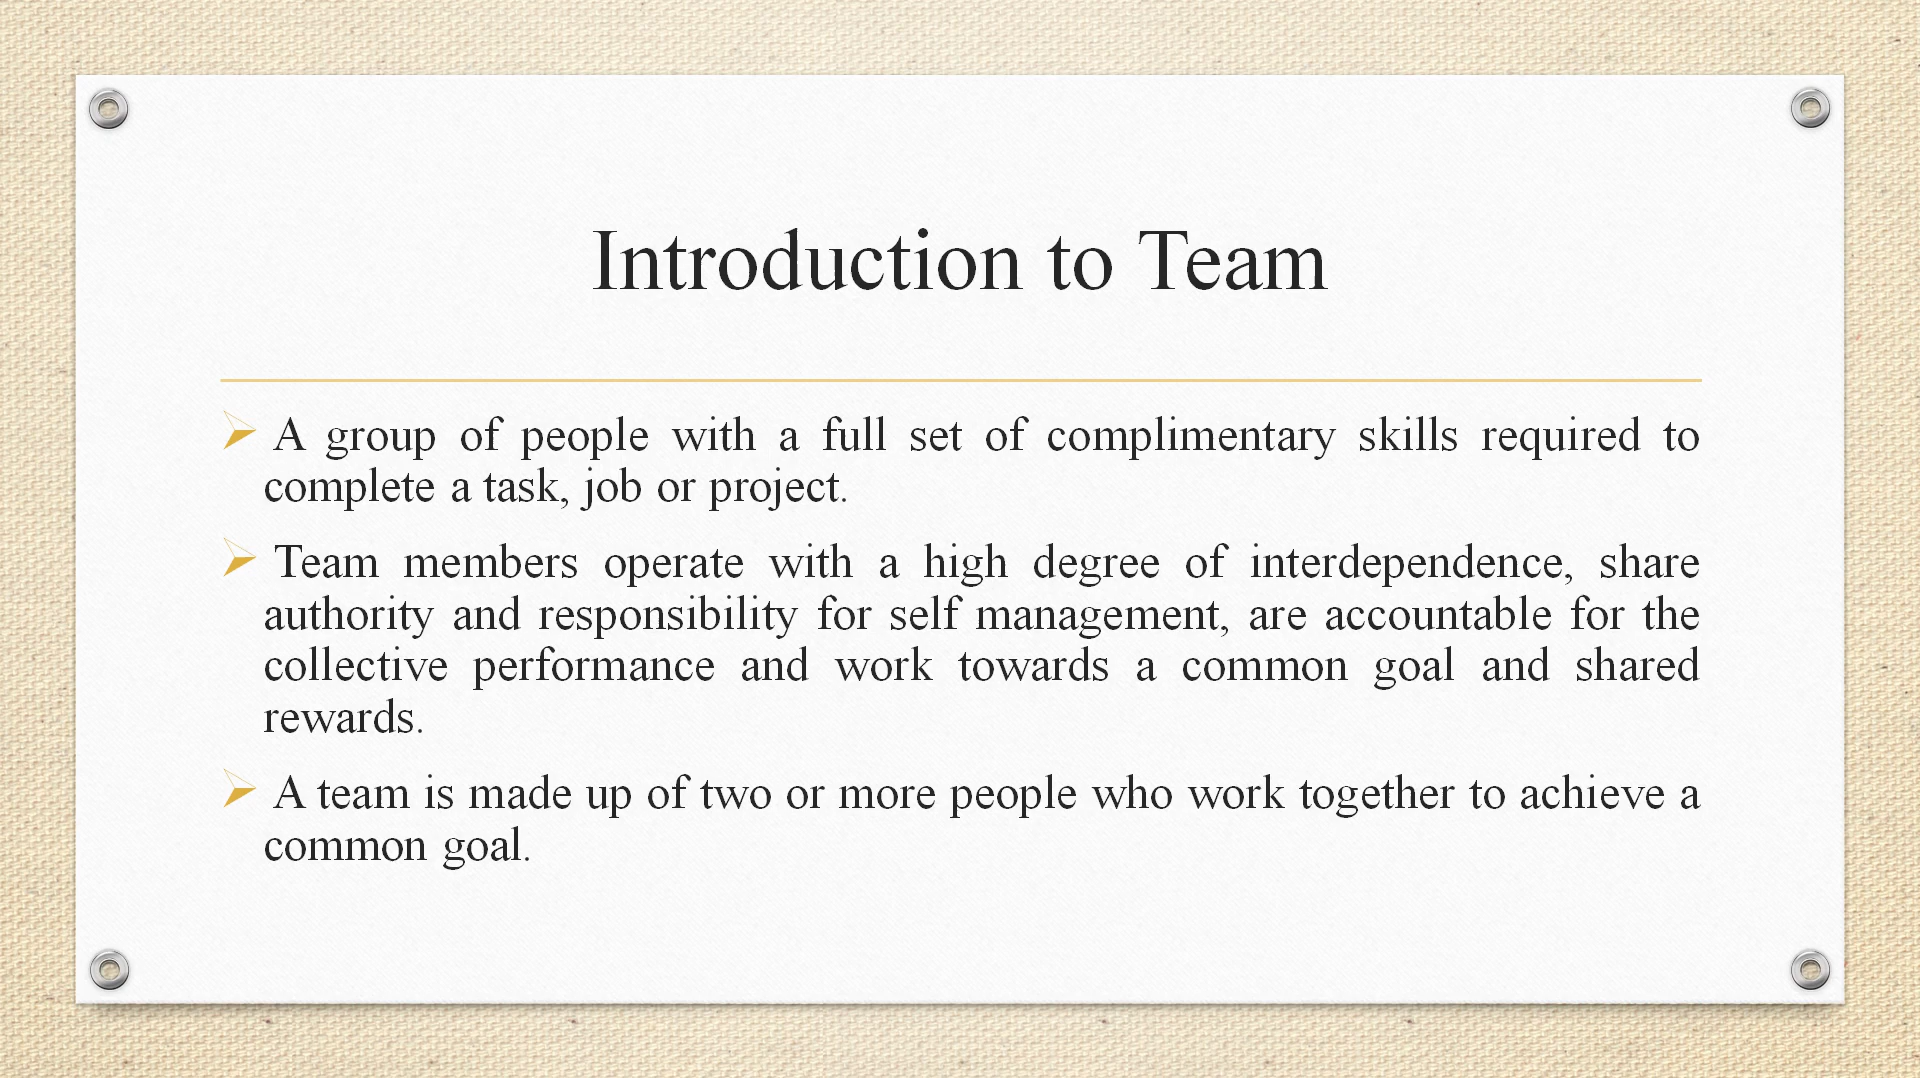 Introduction to Team
A group of people with a full set of complimentary skills required to
complete a task, job or project.
Team members operate with a high degree of interdependence, share
authority and responsibility for self management, are accountable for the
collective performance and work towards a common goal and shared
rewards.
A team is made up of two or more people who work together to achieve a
common goal.